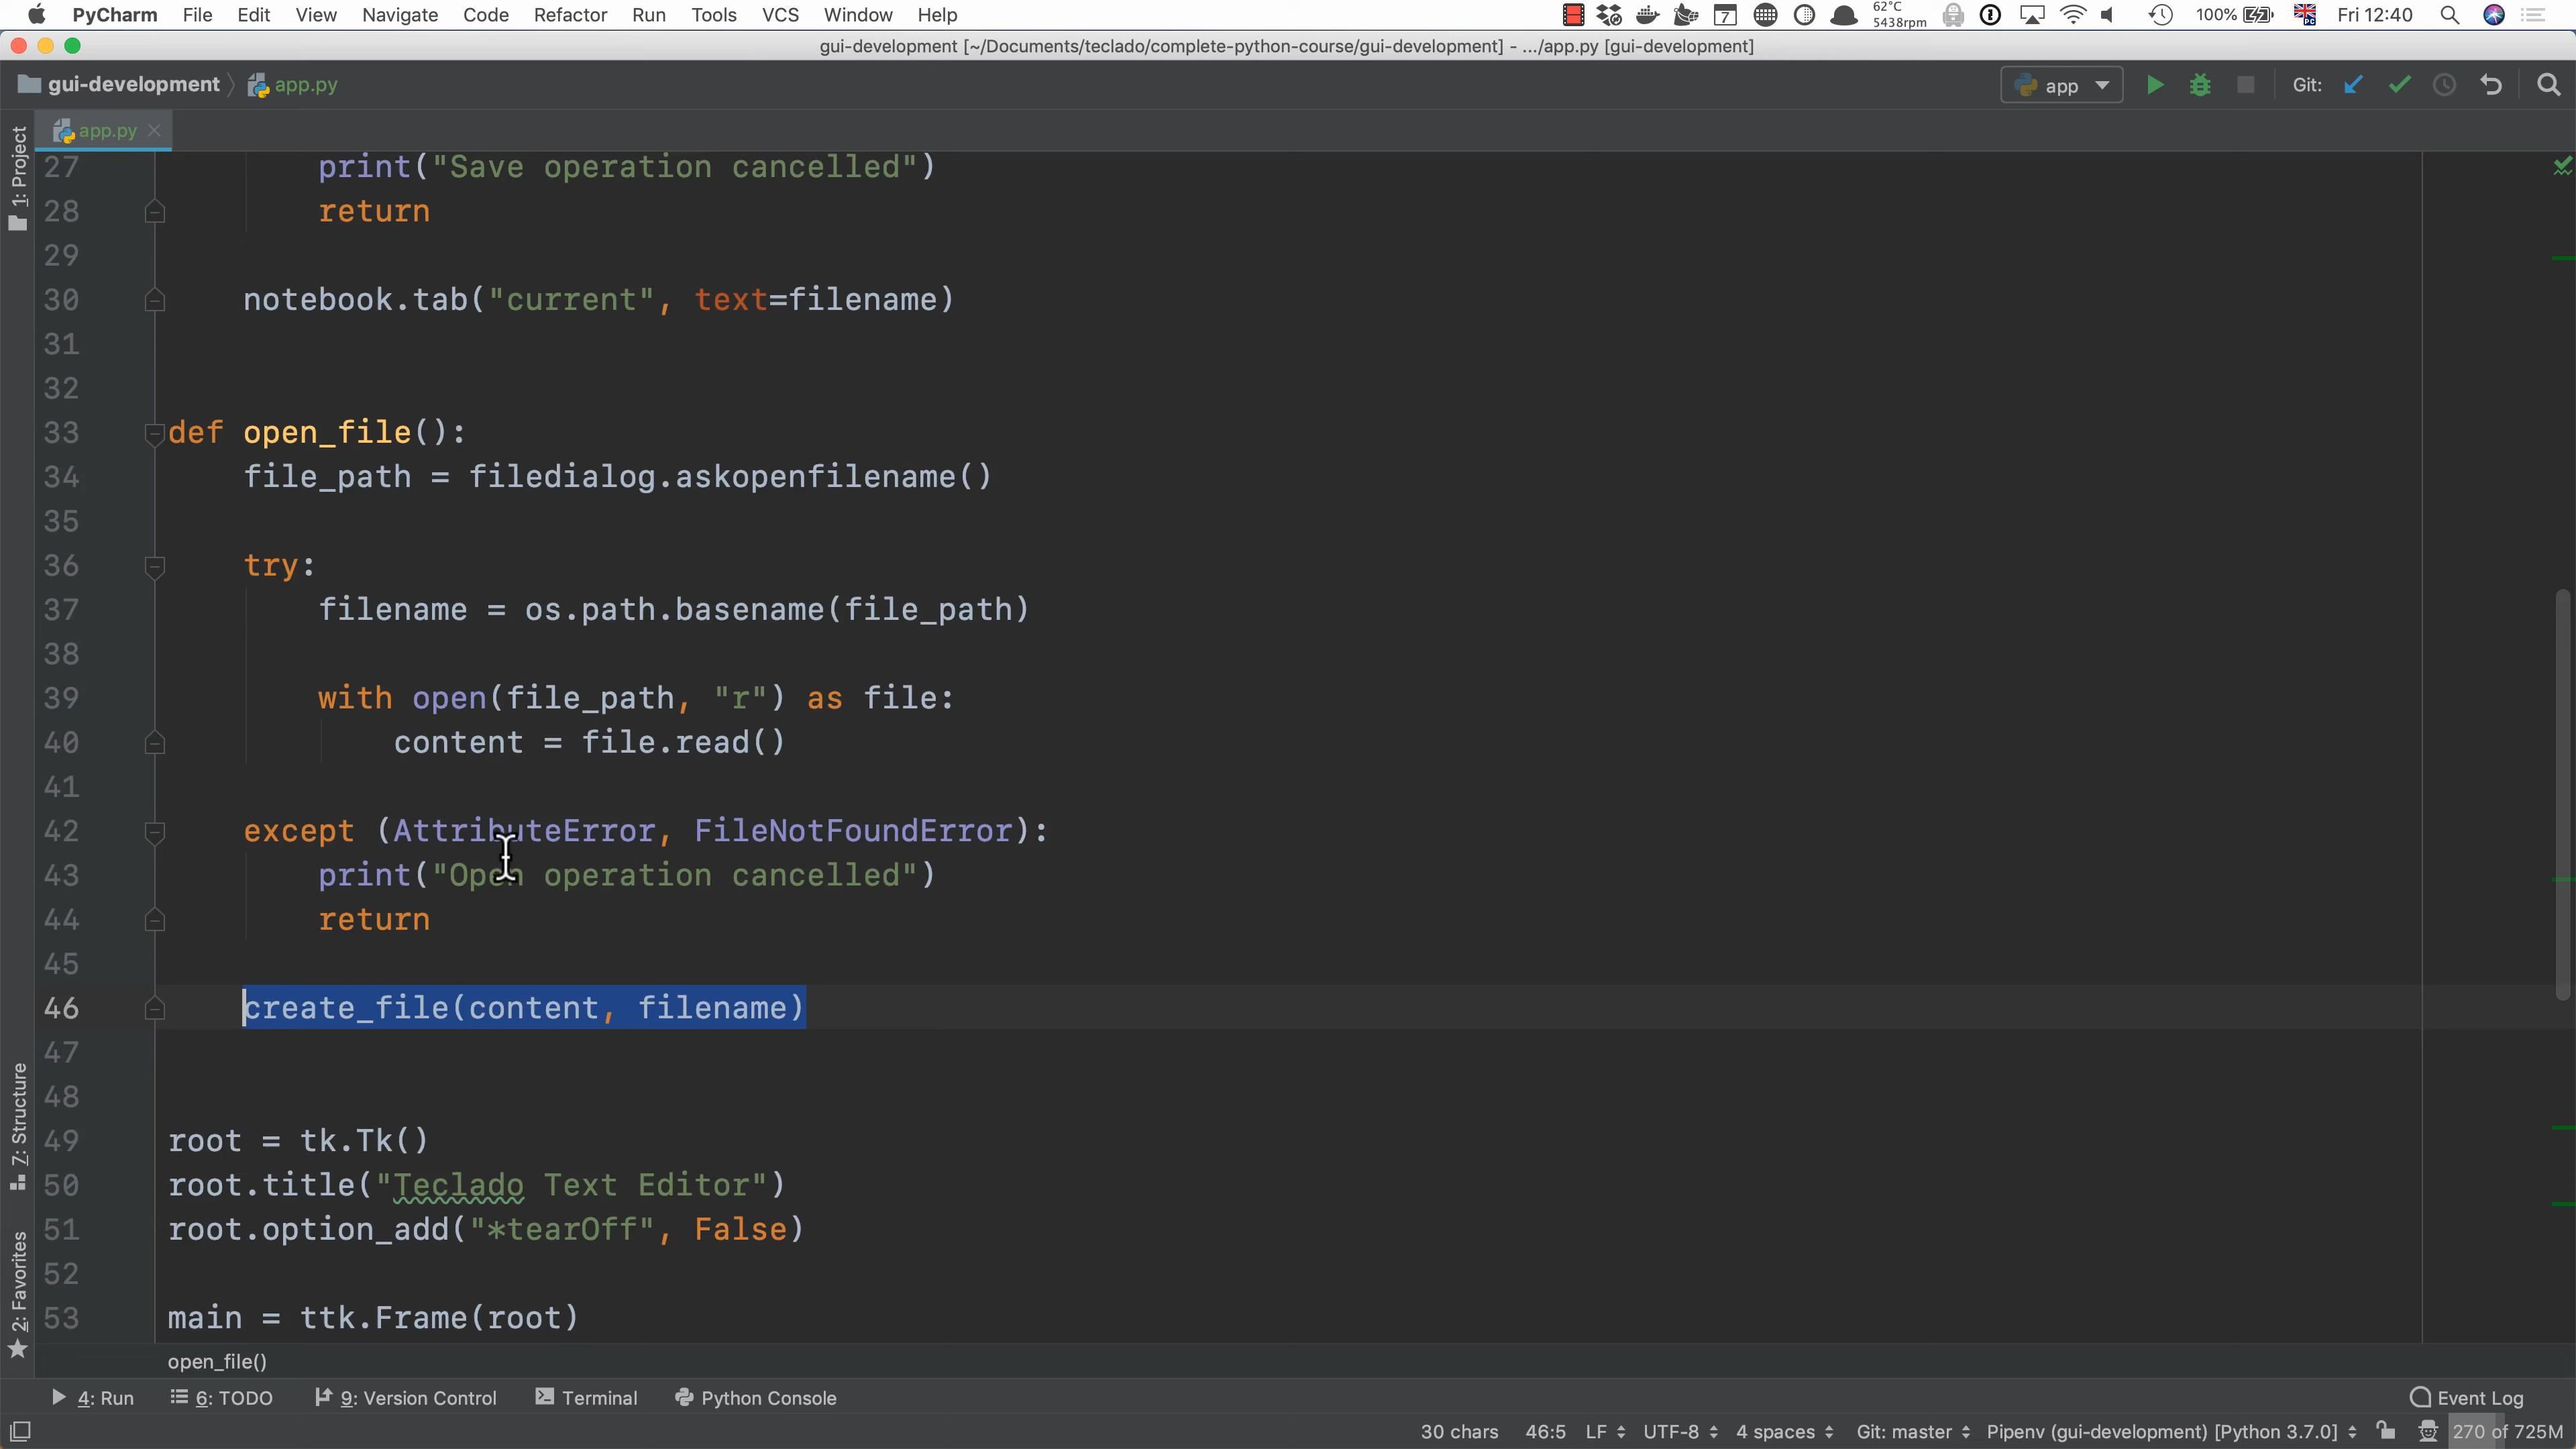 PyCharm File Edit View Navigate Code Refactor Run Tools VCS Window Help 7 62°C 5438rpm 100% Fri 12:40
gui-development [~/Documents/teclado/complete-python-course/gui-development] - .../app.py [gui-development]
gui-development app.py app Git:
app.py
1: Project
7: Structure
2: Favorites
27 print("Save operation cancelled")
28 return
29
30 notebook.tab("current", text=filename)
31
32
33 def open_file():
34 file_path = filedialog.askopenfilename()
35
36 try:
37 filename = os.path.basename(file_path)
38
39 with open(file_path, "r") as file:
40 content = file.read()
41
42 except (AttributeError, FileNotFoundError):
43 print("Open operation cancelled")
44 return
45
46 create_file(content, filename)
47
48
49 root = tk.Tk()
50 root.title("Teclado Text Editor")
51 root.option_add("*tearOff", False)
52
53 main = ttk.Frame(root)
open_file()
4: Run 6: TODO 9: Version Control Terminal Python Console Event Log
30 chars 46:5 LF UTF-8 4 spaces Git: master Pipenv (gui-development) [Python 3.7.0] 270 of 725M